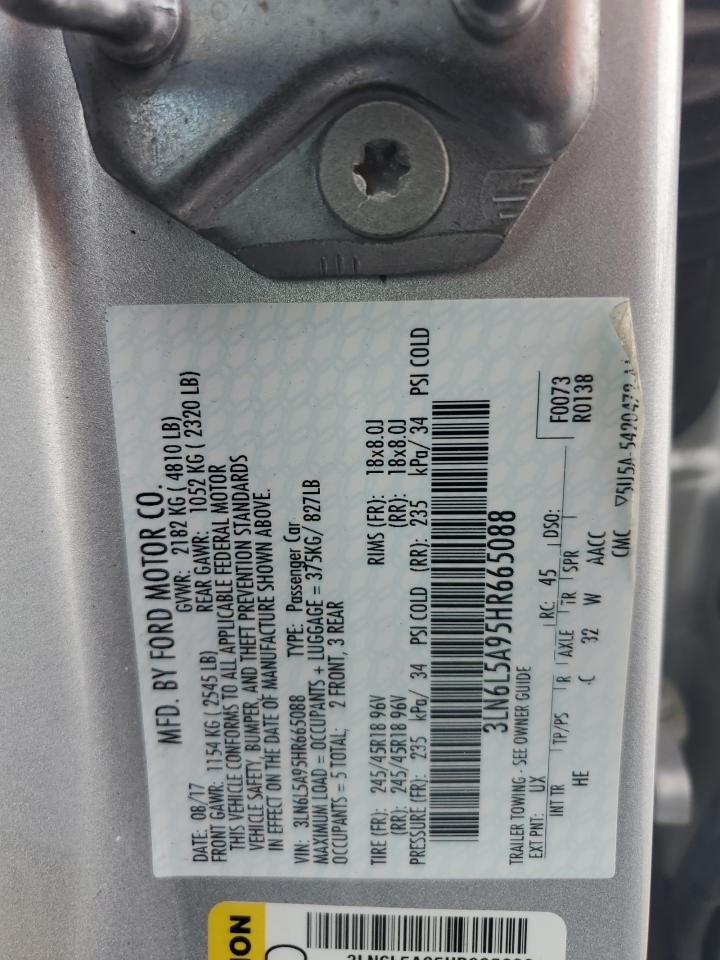 MFD. BY FORD MOTOR CO.
DATE: 08/17 GVWR: 2182 KG ( 4810 LB)
FRONT GAWR: 1154 KG ( 2545 LB) REAR GAWR: 1052 KG ( 2320 LB)
THIS VEHICLE CONFORMS TO ALL APPLICABLE FEDERAL MOTOR
VEHICLE SAFETY, BUMPER, AND THEFT PREVENTION STANDARDS
IN EFFECT ON THE DATE OF MANUFACTURE SHOWN ABOVE.
VIN: 3LN6L5A95HR665088 TYPE: Passenger Car
MAXIMUM LOAD = OCCUPANTS + LUGGAGE = 375KG/ 827LB
OCCUPANTS = 5 TOTAL; 2 FRONT, 3 REAR
TIRE (FR): 245/45R18 96V RIMS (FR): 18x8.0J
(RR): 245/45R18 96V (RR): 18x8.0J
PRESSURE (FR): 235 kPa/ 34 PSI COLD (RR): 235 kPa/ 34 PSI COLD
3LN6L5A95HR665088
TRAILER TOWING - SEE OWNER GUIDE F0073
EXT PNT: UX RC: 45 DSO: R0138
INT TR TP/PS R AXLE TR SPR
HE C 32 W AACC
CMC
ION